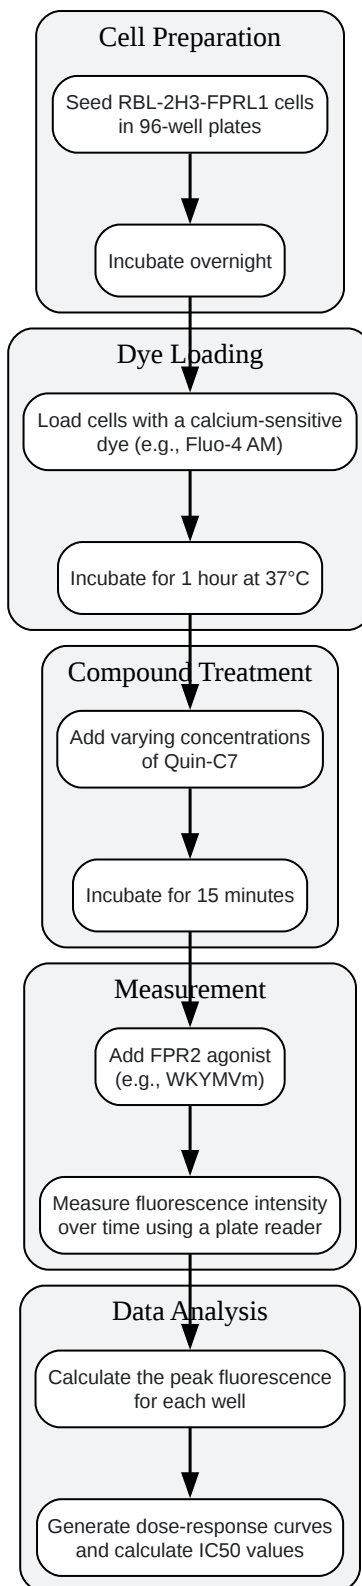 Cell Preparation
Seed RBL-2H3-FPRL1 cells
in 96-well plates
Incubate overnight
Dye Loading
Load cells with a calcium-sensitive
dye (e.g., Fluo-4 AM)
Incubate for 1 hour at 37°C
Compound Treatment
Add varying concentrations
of Quin-C7
Incubate for 15 minutes
Measurement
Add FPR2 agonist
(e.g., WKYMVm)
Measure fluorescence intensity
over time using a plate reader
Data Analysis
Calculate the peak fluorescence
for each well
Generate dose-response curves
and calculate IC50 values